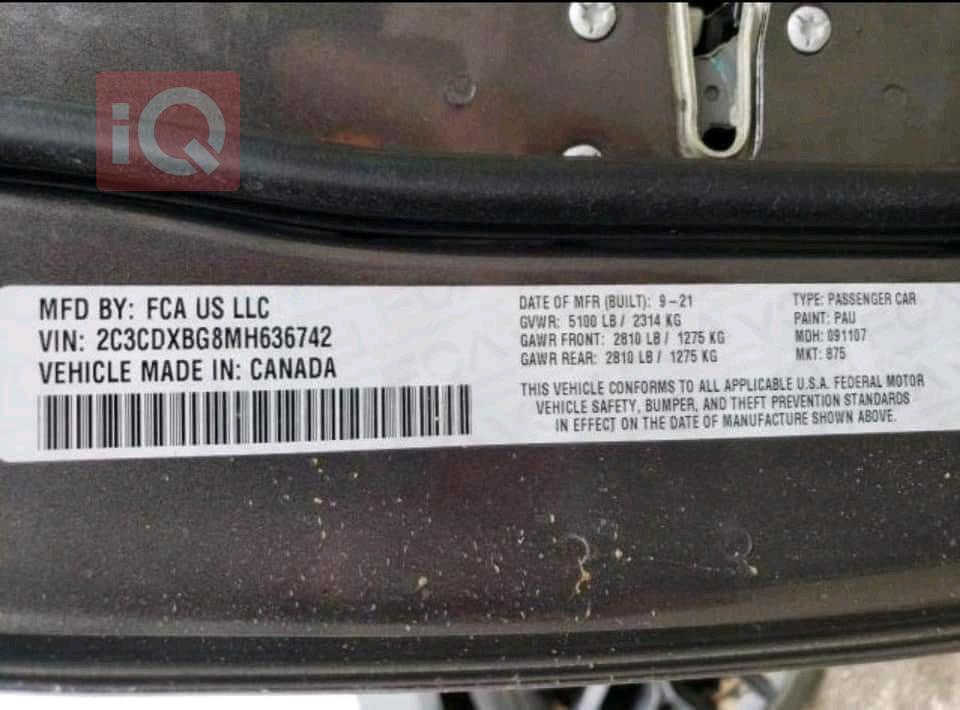 iQ
MFD BY: FCA US LLC
VIN: 2C3CDXBG8MH636742
VEHICLE MADE IN: CANADA
DATE OF MFR (BUILT): 9-21
GVWR: 5100 LB / 2314 KG
GAWR FRONT: 2810 LB / 1275 KG
GAWR REAR: 2810 LB / 1275 KG
TYPE: PASSENGER CAR
PAINT: PAU
MDH: 091107
MKT: 875
THIS VEHICLE CONFORMS TO ALL APPLICABLE U.S.A. FEDERAL MOTOR
VEHICLE SAFETY, BUMPER, AND THEFT PREVENTION STANDARDS
IN EFFECT ON THE DATE OF MANUFACTURE SHOWN ABOVE.